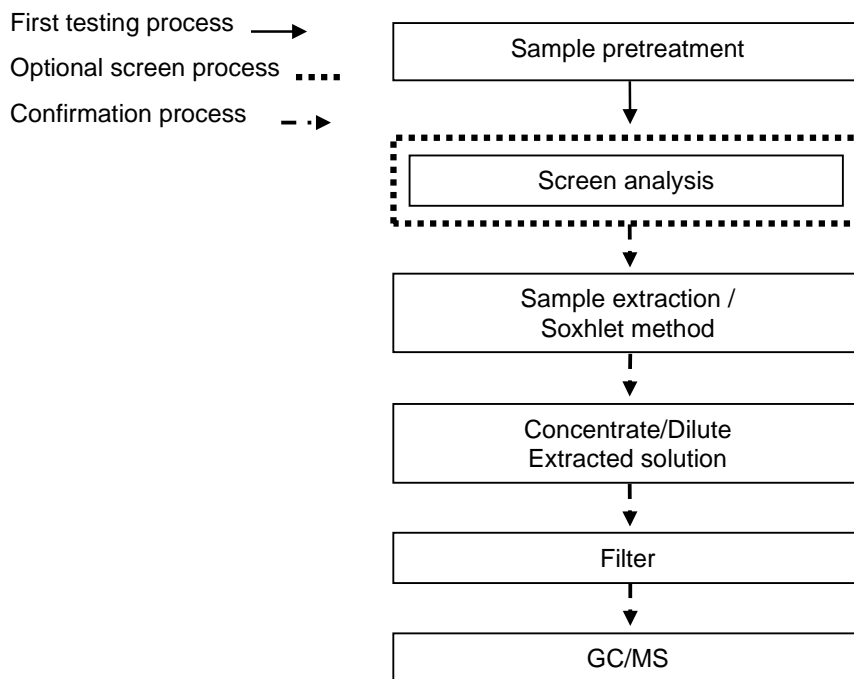 First testing process
Optional screen process
Confirmation process
Sample pretreatment
Screen analysis
Sample extraction /
Soxhlet method
Concentrate/Dilute
Extracted solution
Filter
GC/MS